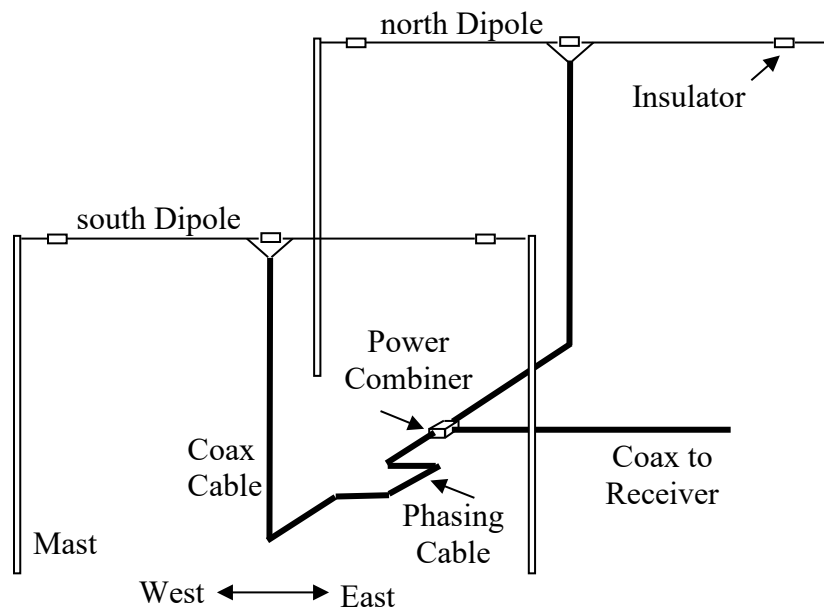 north Dipole
Insulator
south Dipole
Power
Combiner
Coax
Cable
Coax to
Receiver
Phasing
Cable
Mast
West
East